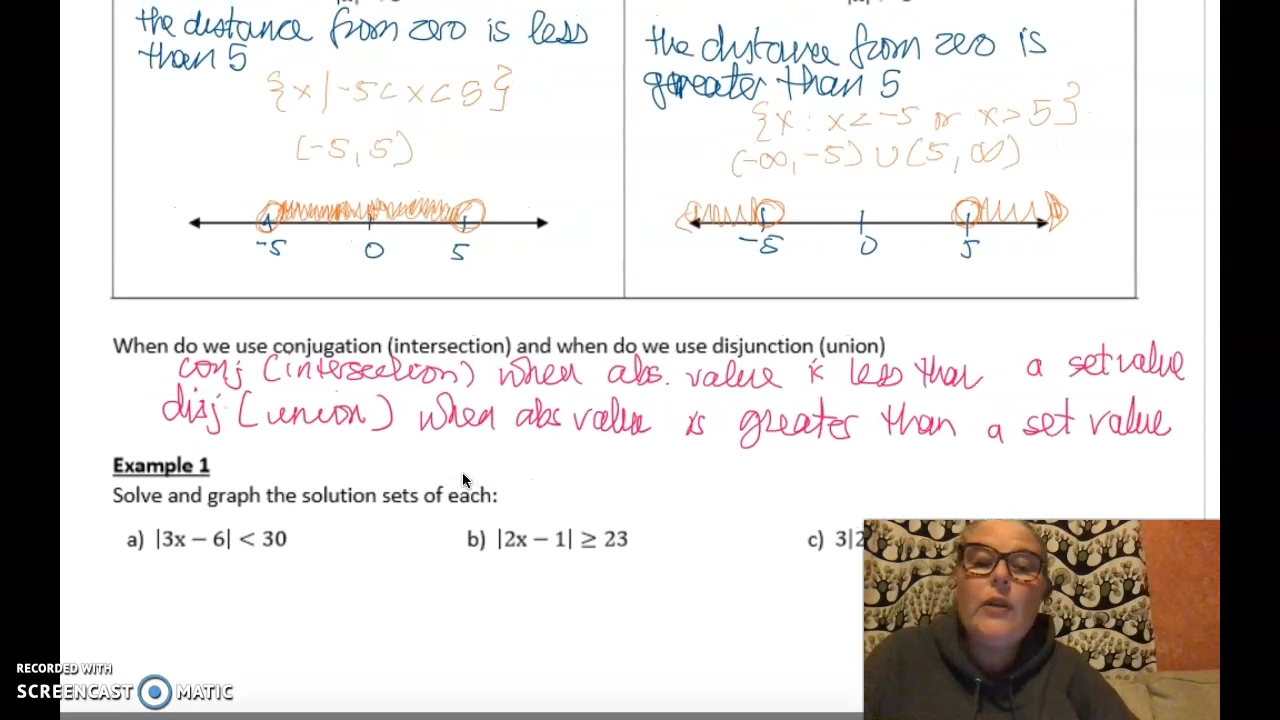 the distance from zero is less
than 5
{x | -5 < x < 5}
(-5, 5)
-5 0 5
the distance from zero is
greater than 5
{x : x < -5 or x > 5}
(-∞, -5) ∪ (5, ∞)
-5 0 5
When do we use conjugation (intersection) and when do we use disjunction (union)
conj (intersection) when abs. value is less than a set value
disj (union) when abs value is greater than a set value
Example 1
Solve and graph the solution sets of each:
a) |3x − 6| < 30
b) |2x − 1| ≥ 23
c) 3|2
RECORDED WITH
SCREENCAST MATIC